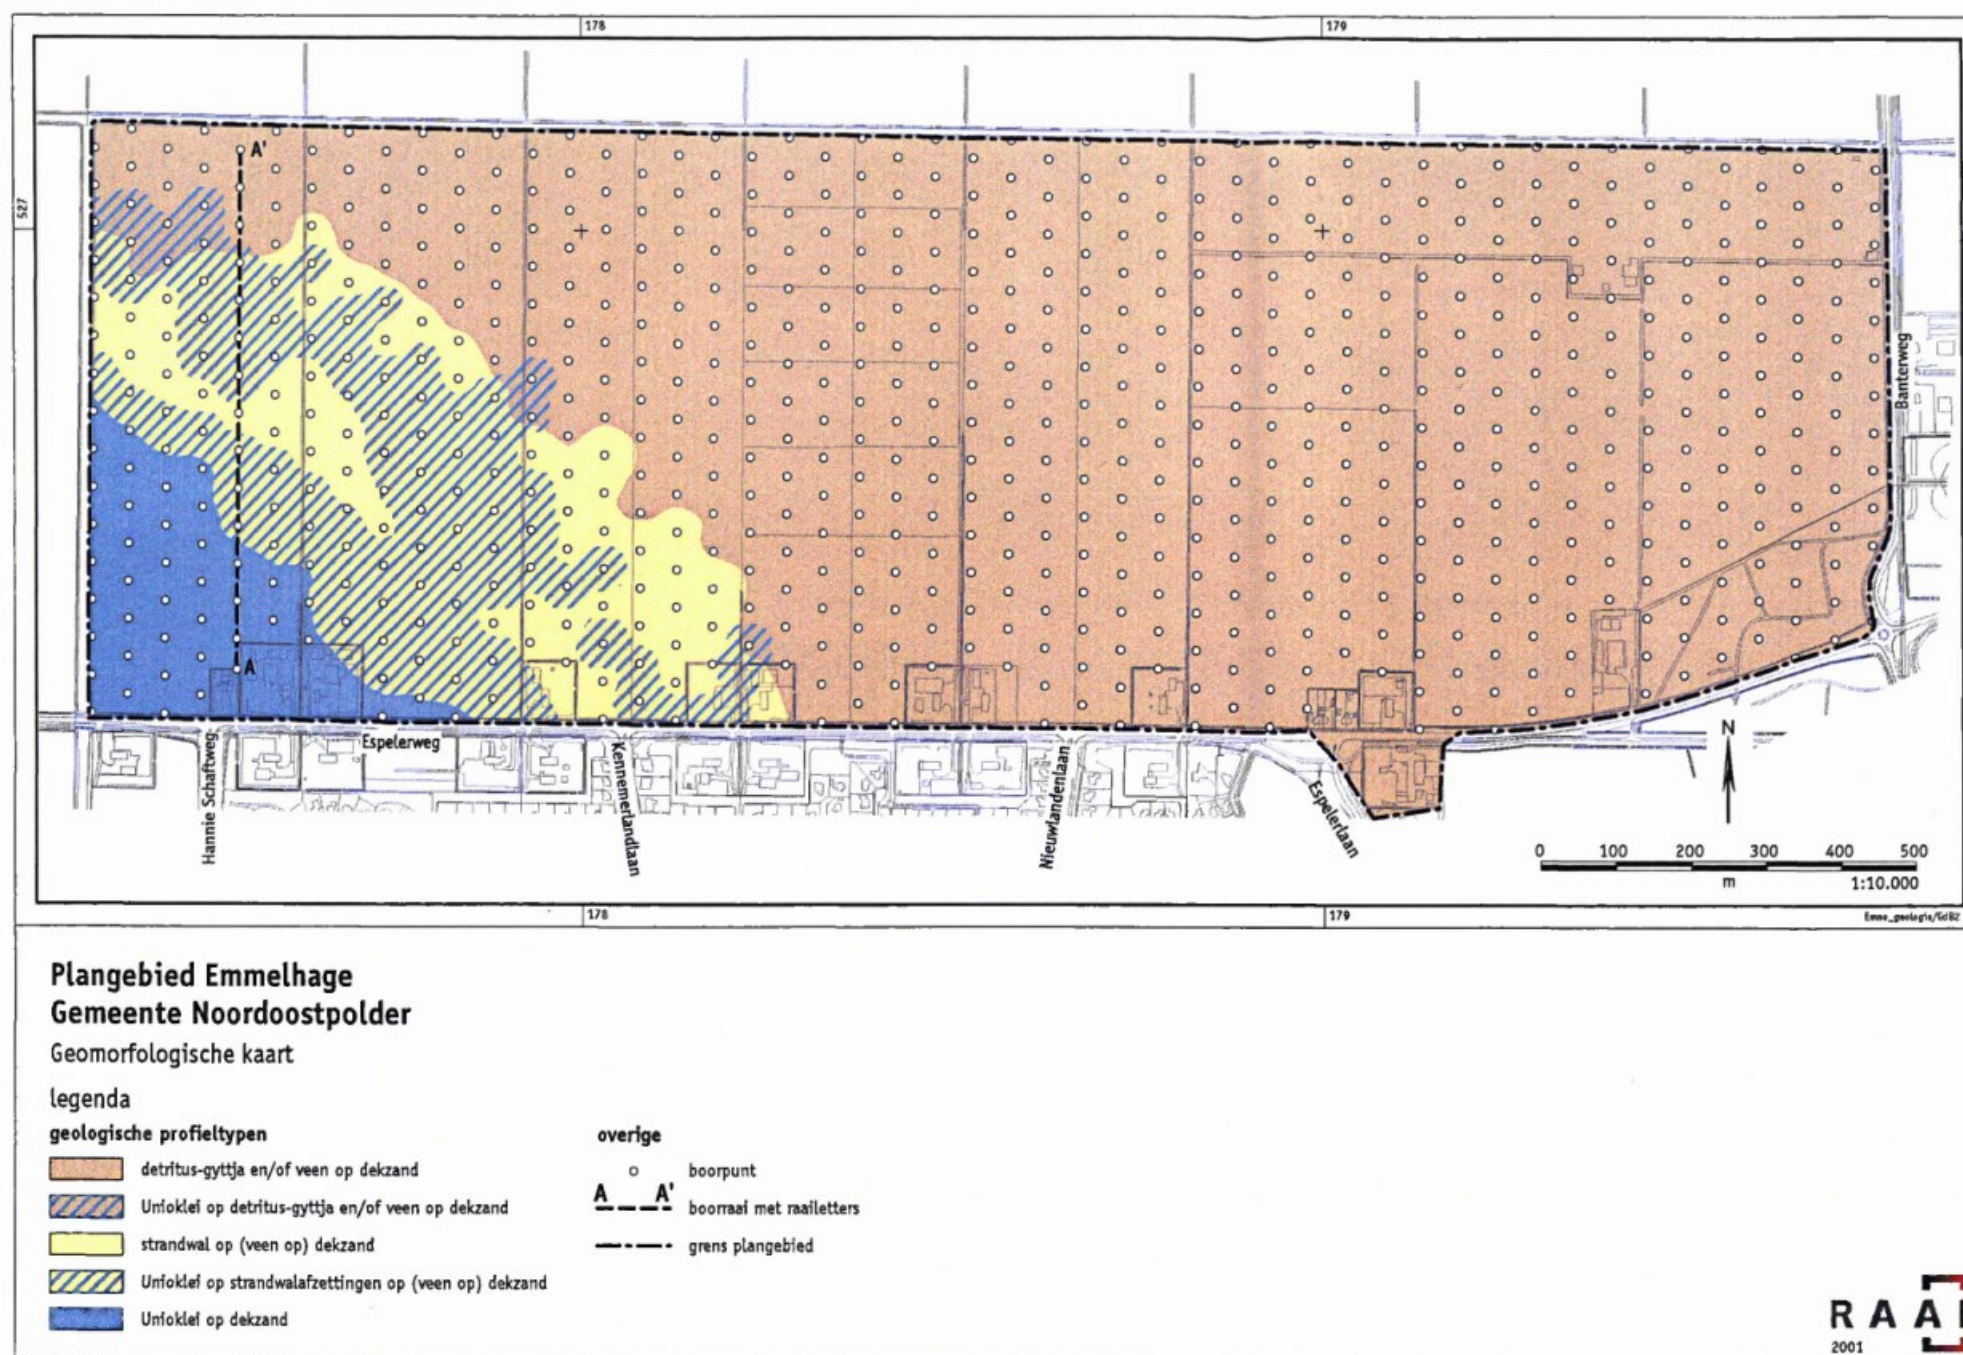 178
179
527
A'
A
Banterweg
Espelerweg
Hannie Schaftweg
Kennemerlandlaan
Nieuwlandenlaan
Espelerlaan
N
0 100 200 300 400 500
m 1:10.000
178
179
Emme_geologie/GdB2
Plangebied Emmelhage
Gemeente Noordoostpolder
Geomorfologische kaart
legenda
geologische profieltypen
detritus-gyttja en/of veen op dekzand
Unioklei op detritus-gyttja en/of veen op dekzand
strandwal op (veen op) dekzand
Unioklei op strandwalafzettingen op (veen op) dekzand
Unioklei op dekzand
overige
boorpunt
A A' boorraai met raailetters
grens plangebied
RAA
2001